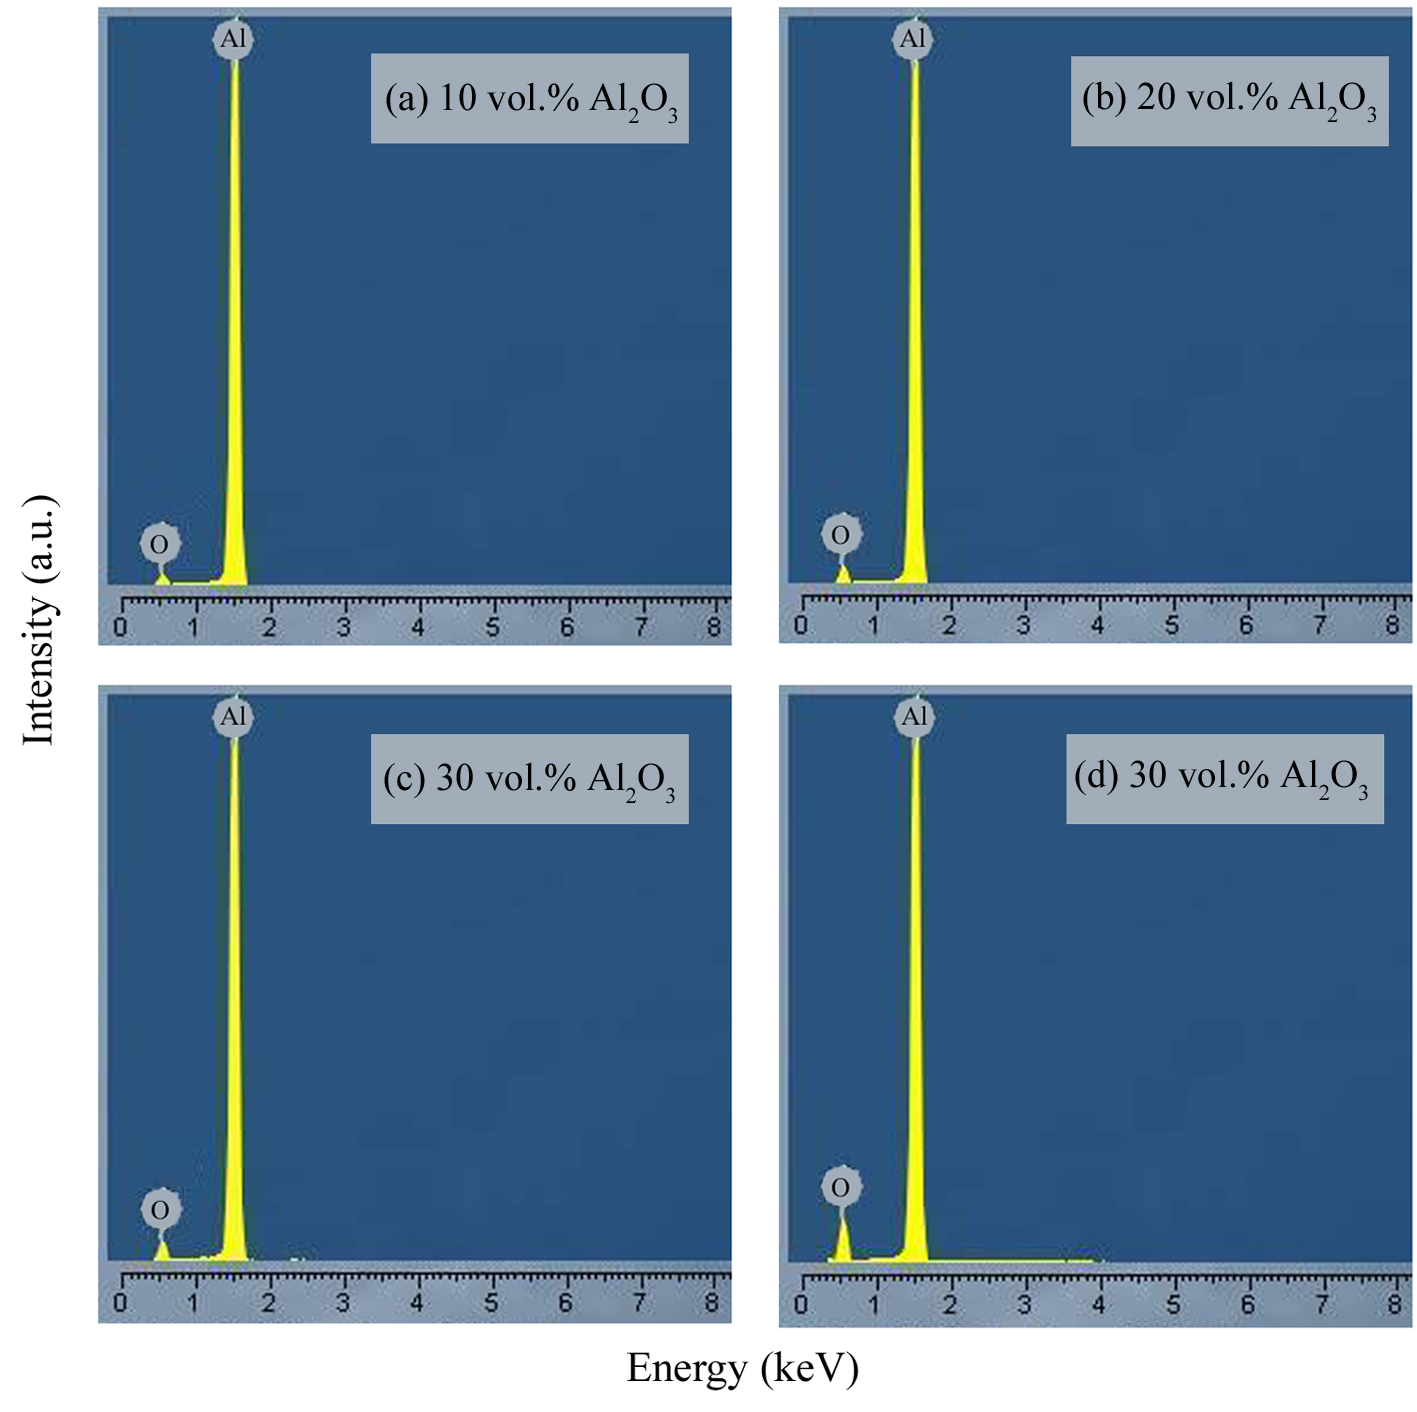 Al
(a) 10 vol.% Al₂O₃
O
0 1 2 3 4 5 6 7 8
Al
(b) 20 vol.% Al₂O₃
O
0 1 2 3 4 5 6 7 8
Intensity (a.u.)
Al
(c) 30 vol.% Al₂O₃
O
0 1 2 3 4 5 6 7 8
Al
(d) 30 vol.% Al₂O₃
O
0 1 2 3 4 5 6 7 8
Energy (keV)